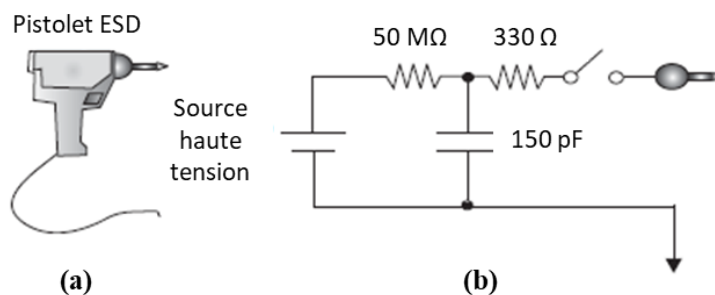 Pistolet ESD
50 MΩ
330 Ω
Source
haute
tension
150 pF
(a)
(b)